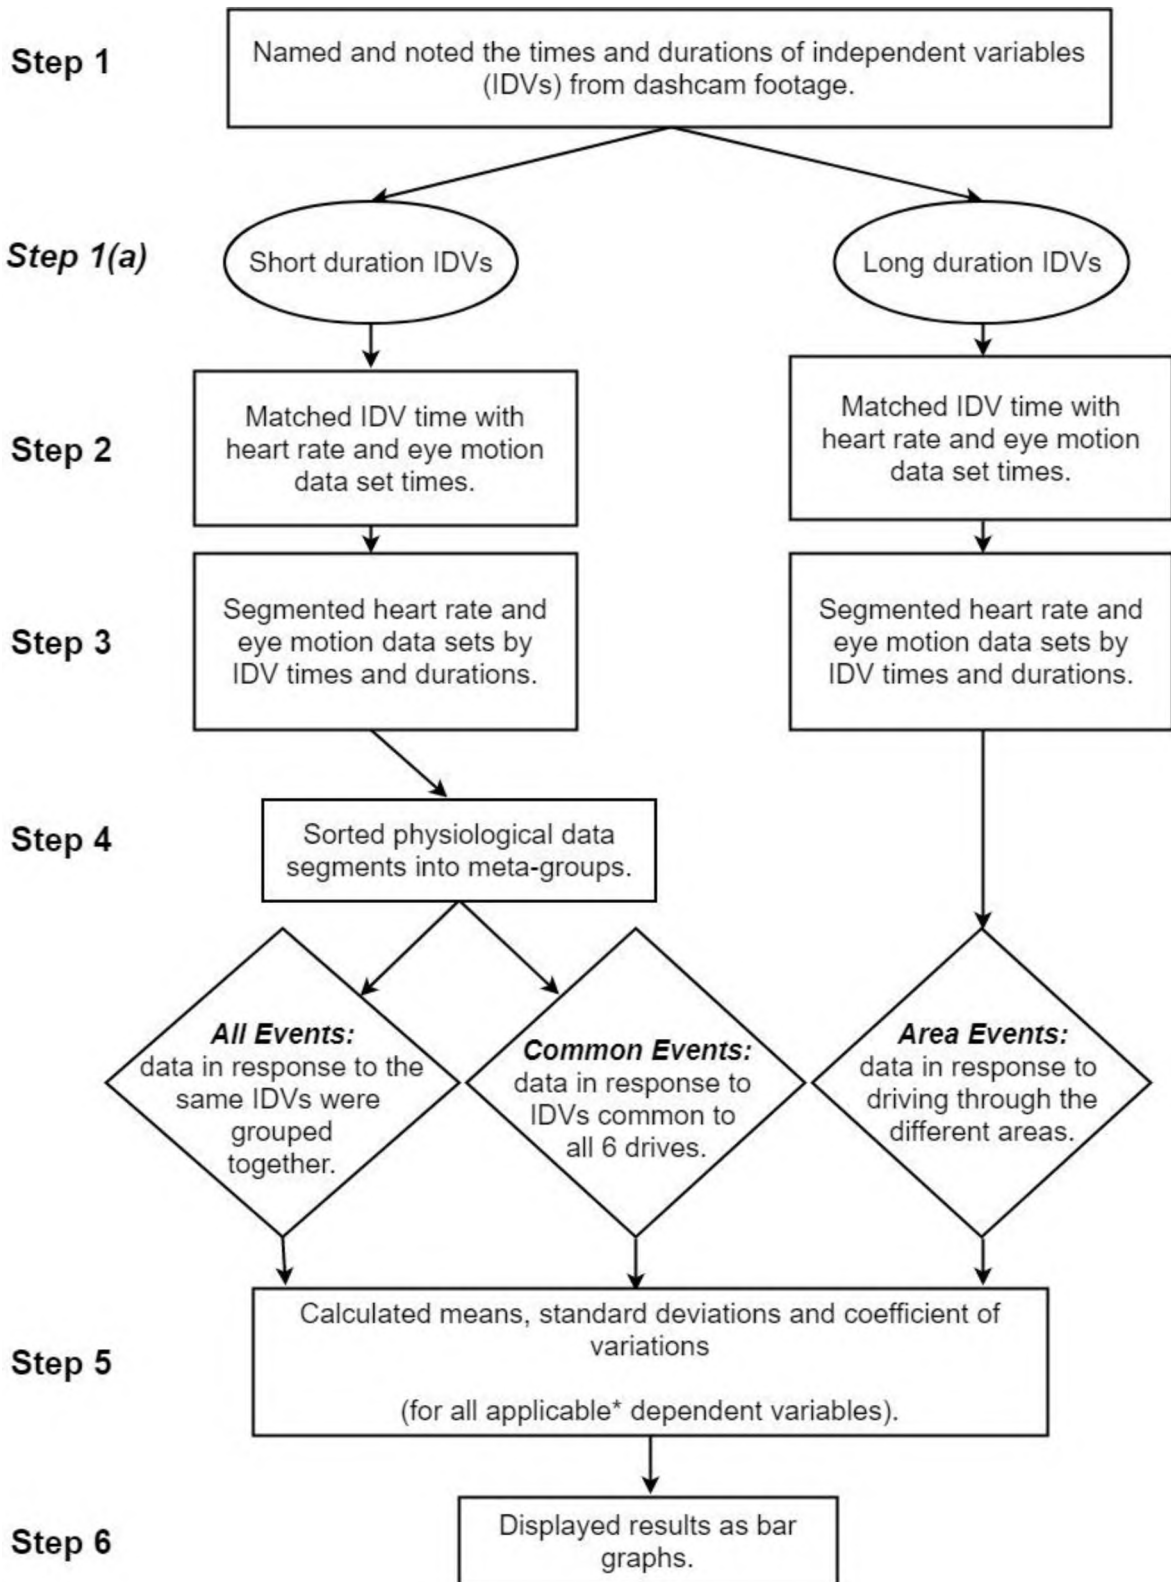 Step 1
Named and noted the times and durations of independent variables
(IDVs) from dashcam footage.
Step 1(a)
Short duration IDVs
Long duration IDVs
Step 2
Matched IDV time with
heart rate and eye motion
data set times.
Matched IDV time with
heart rate and eye motion
data set times.
Step 3
Segmented heart rate and
eye motion data sets by
IDV times and durations.
Segmented heart rate and
eye motion data sets by
IDV times and durations.
Step 4
Sorted physiological data
segments into meta-groups.
All Events:
data in response to the
same IDVs were
grouped
together.
Common Events:
data in response to
IDVs common to
all 6 drives.
Area Events:
data in response to
driving through the
different areas.
Step 5
Calculated means, standard deviations and coefficient of
variations
(for all applicable* dependent variables).
Step 6
Displayed results as bar
graphs.